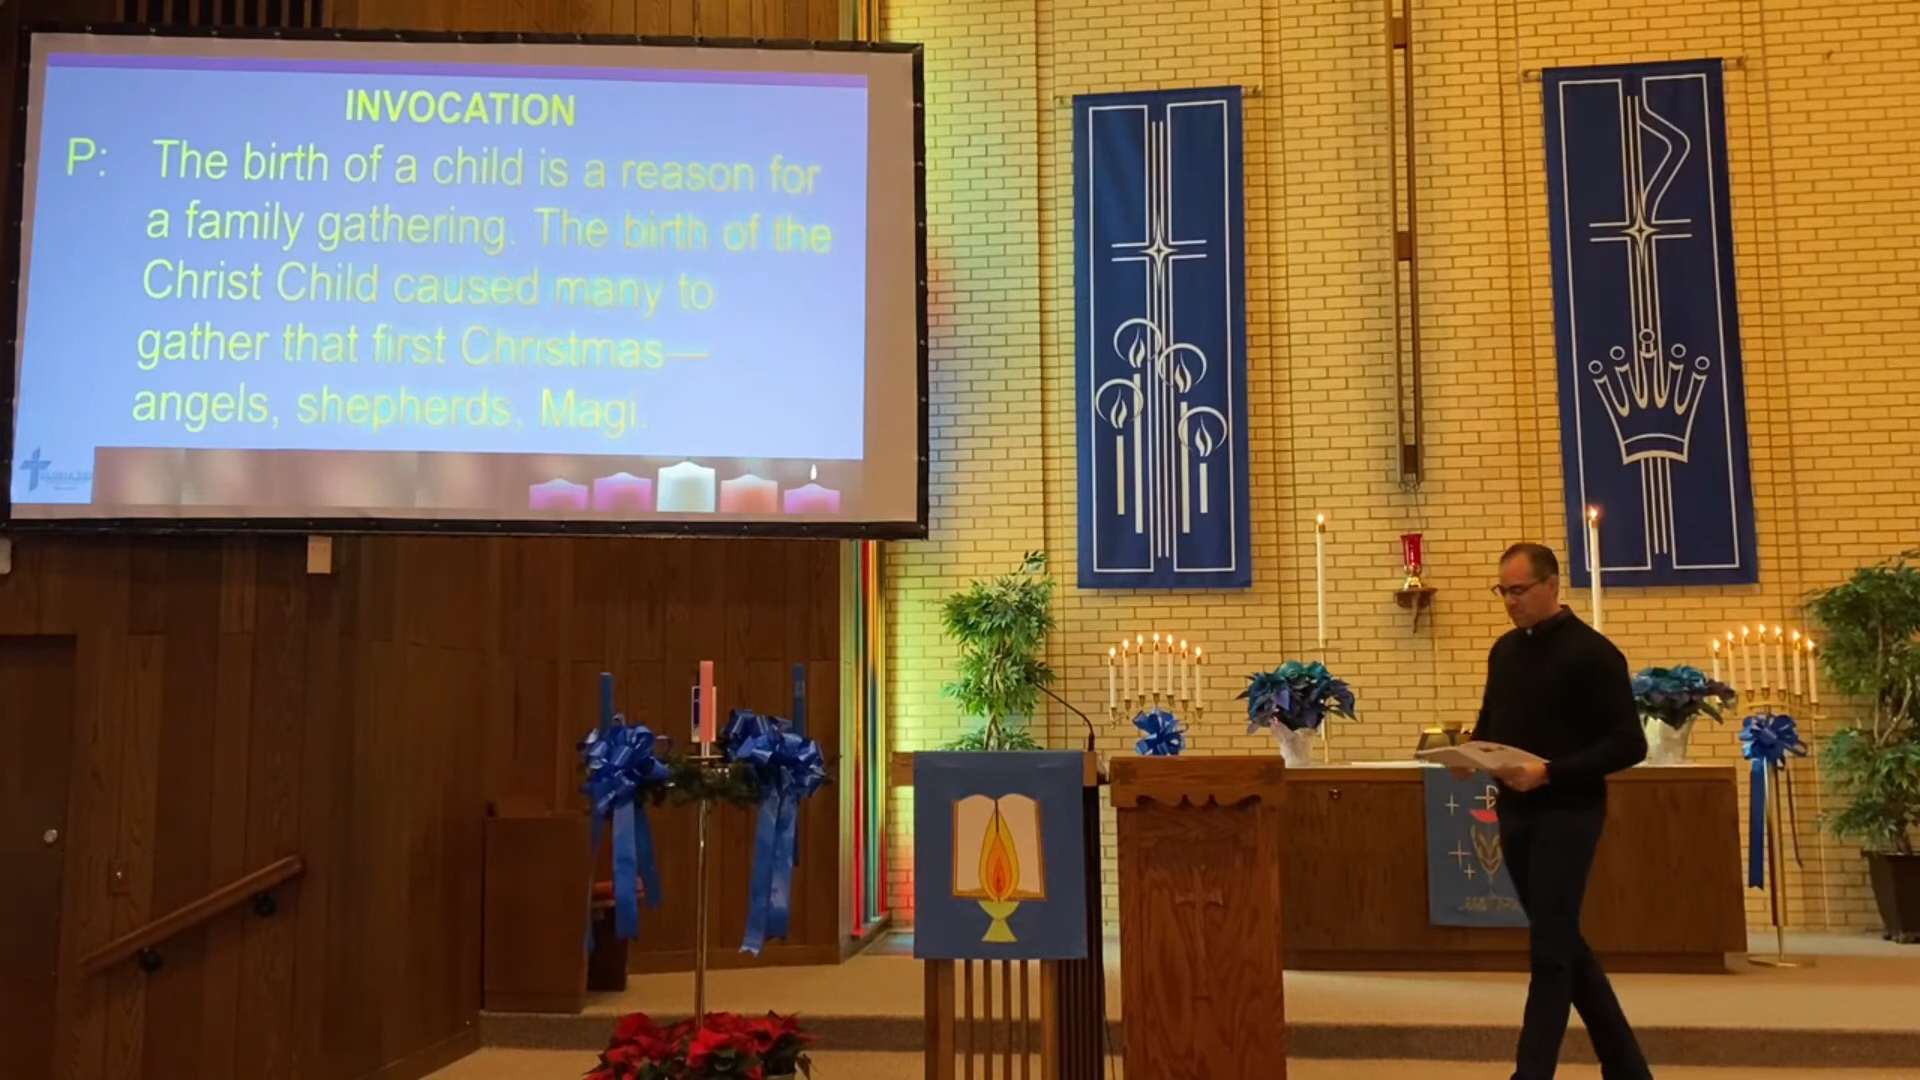 INVOCATION
P: The birth of a child is a reason for
a family gathering. The birth of the
Christ Child caused many to
gather that first Christmas—
angels, shepherds, Magi.